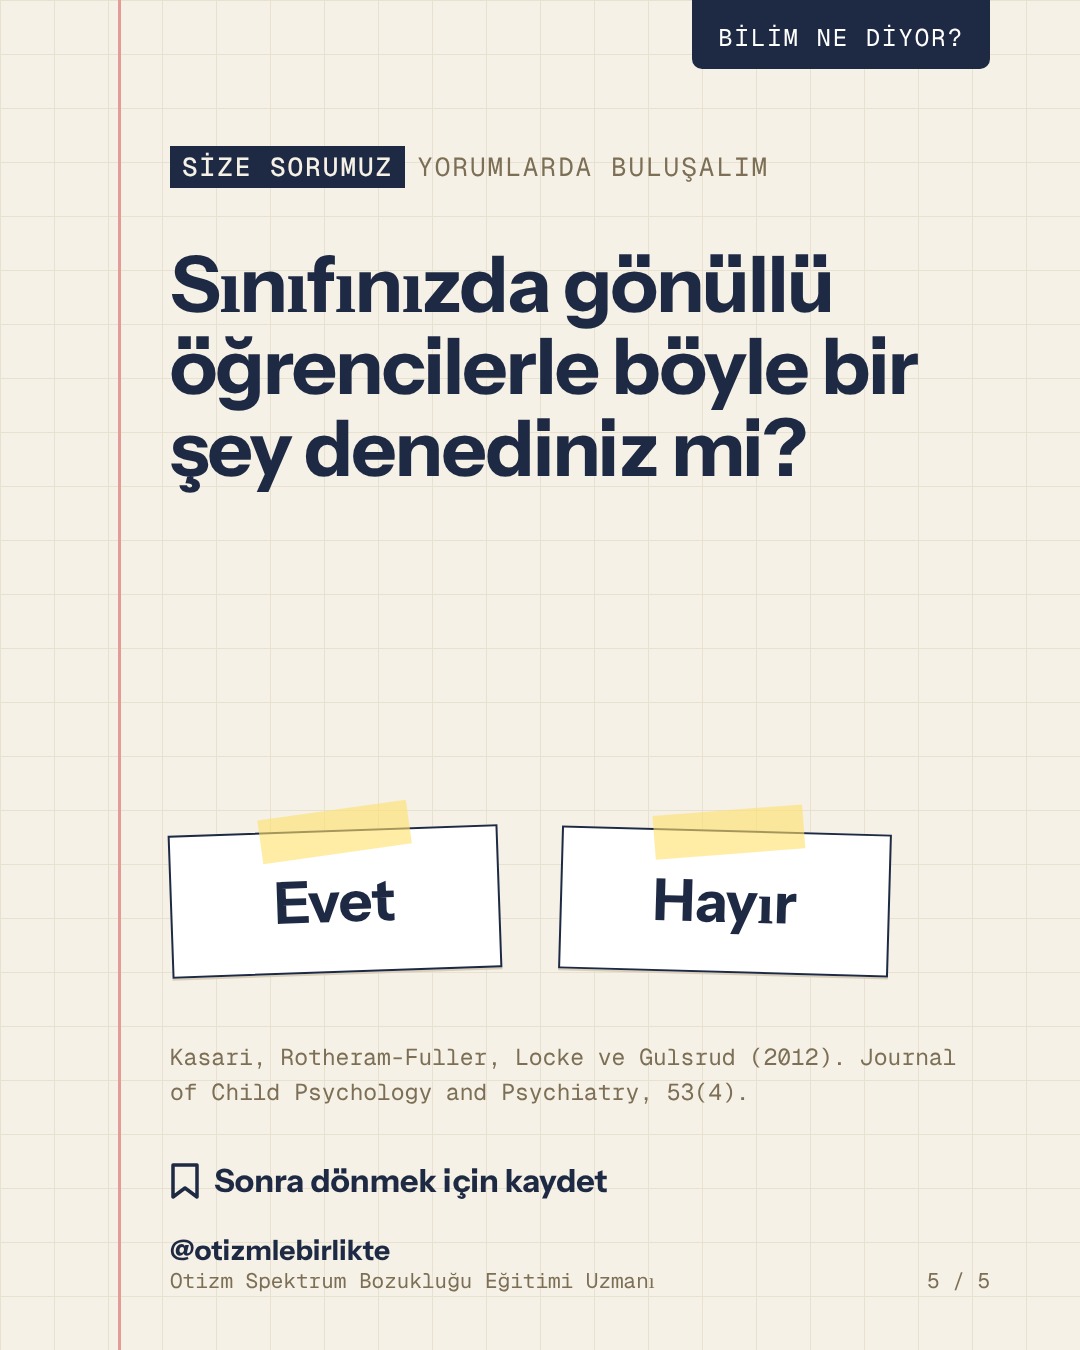 BİLİM NE DİYOR?
SİZE SORUMUZ YORUMLARDA BULUŞALIM
Sınıfınızda gönüllü
öğrencilerle böyle bir
şey denediniz mi?
Evet
Hayır
Kasari, Rotheram-Fuller, Locke ve Gulsrud (2012). Journal
of Child Psychology and Psychiatry, 53(4).
Sonra dönmek için kaydet
@otizmlebirlikte
Otizm Spektrum Bozukluğu Eğitimi Uzmanı
5 / 5